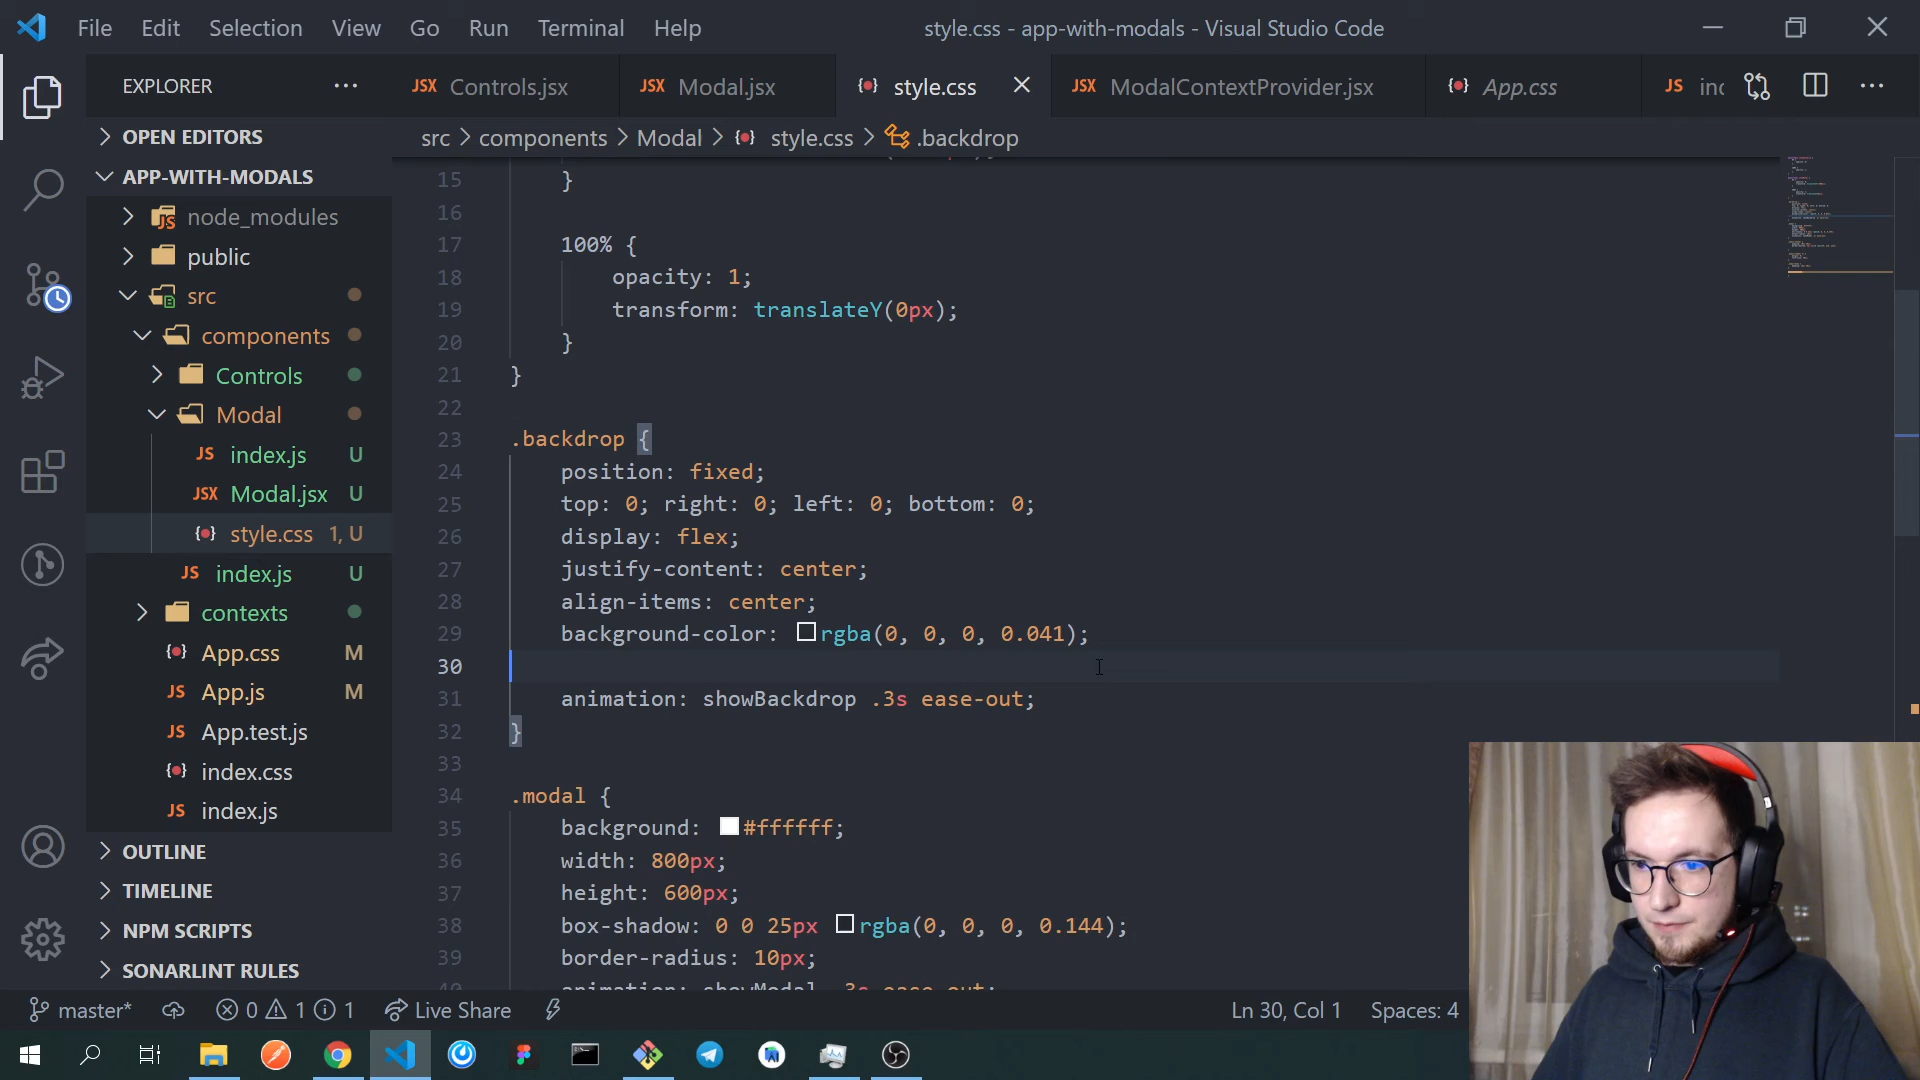 File Edit Selection View Go Run Terminal Help
style.css - app-with-modals - Visual Studio Code
EXPLORER
JSX Controls.jsx
JSX Modal.jsx
style.css
JSX ModalContextProvider.jsx
App.css
JS
OPEN EDITORS
src > components > Modal > style.css > .backdrop
APP-WITH-MODALS
node_modules
public
src
components
Controls
Modal
JS index.js U
JSX Modal.jsx U
style.css 1, U
JS index.js U
contexts
App.css M
JS App.js M
JS App.test.js
index.css
JS index.js
OUTLINE
TIMELINE
NPM SCRIPTS
SONARLINT RULES
15 }
16
17 100% {
18 opacity: 1;
19 transform: translateY(0px);
20 }
21 }
22
23 .backdrop {
24 position: fixed;
25 top: 0; right: 0; left: 0; bottom: 0;
26 display: flex;
27 justify-content: center;
28 align-items: center;
29 background-color: rgba(0, 0, 0, 0.041);
30
31 animation: showBackdrop .3s ease-out;
32 }
33
34 .modal {
35 background: #ffffff;
36 width: 800px;
37 height: 600px;
38 box-shadow: 0 0 25px rgba(0, 0, 0, 0.144);
39 border-radius: 10px;
40 animation: showModal .3s ease-out;
master* 0 1 1 Live Share
Ln 30, Col 1 Spaces: 4